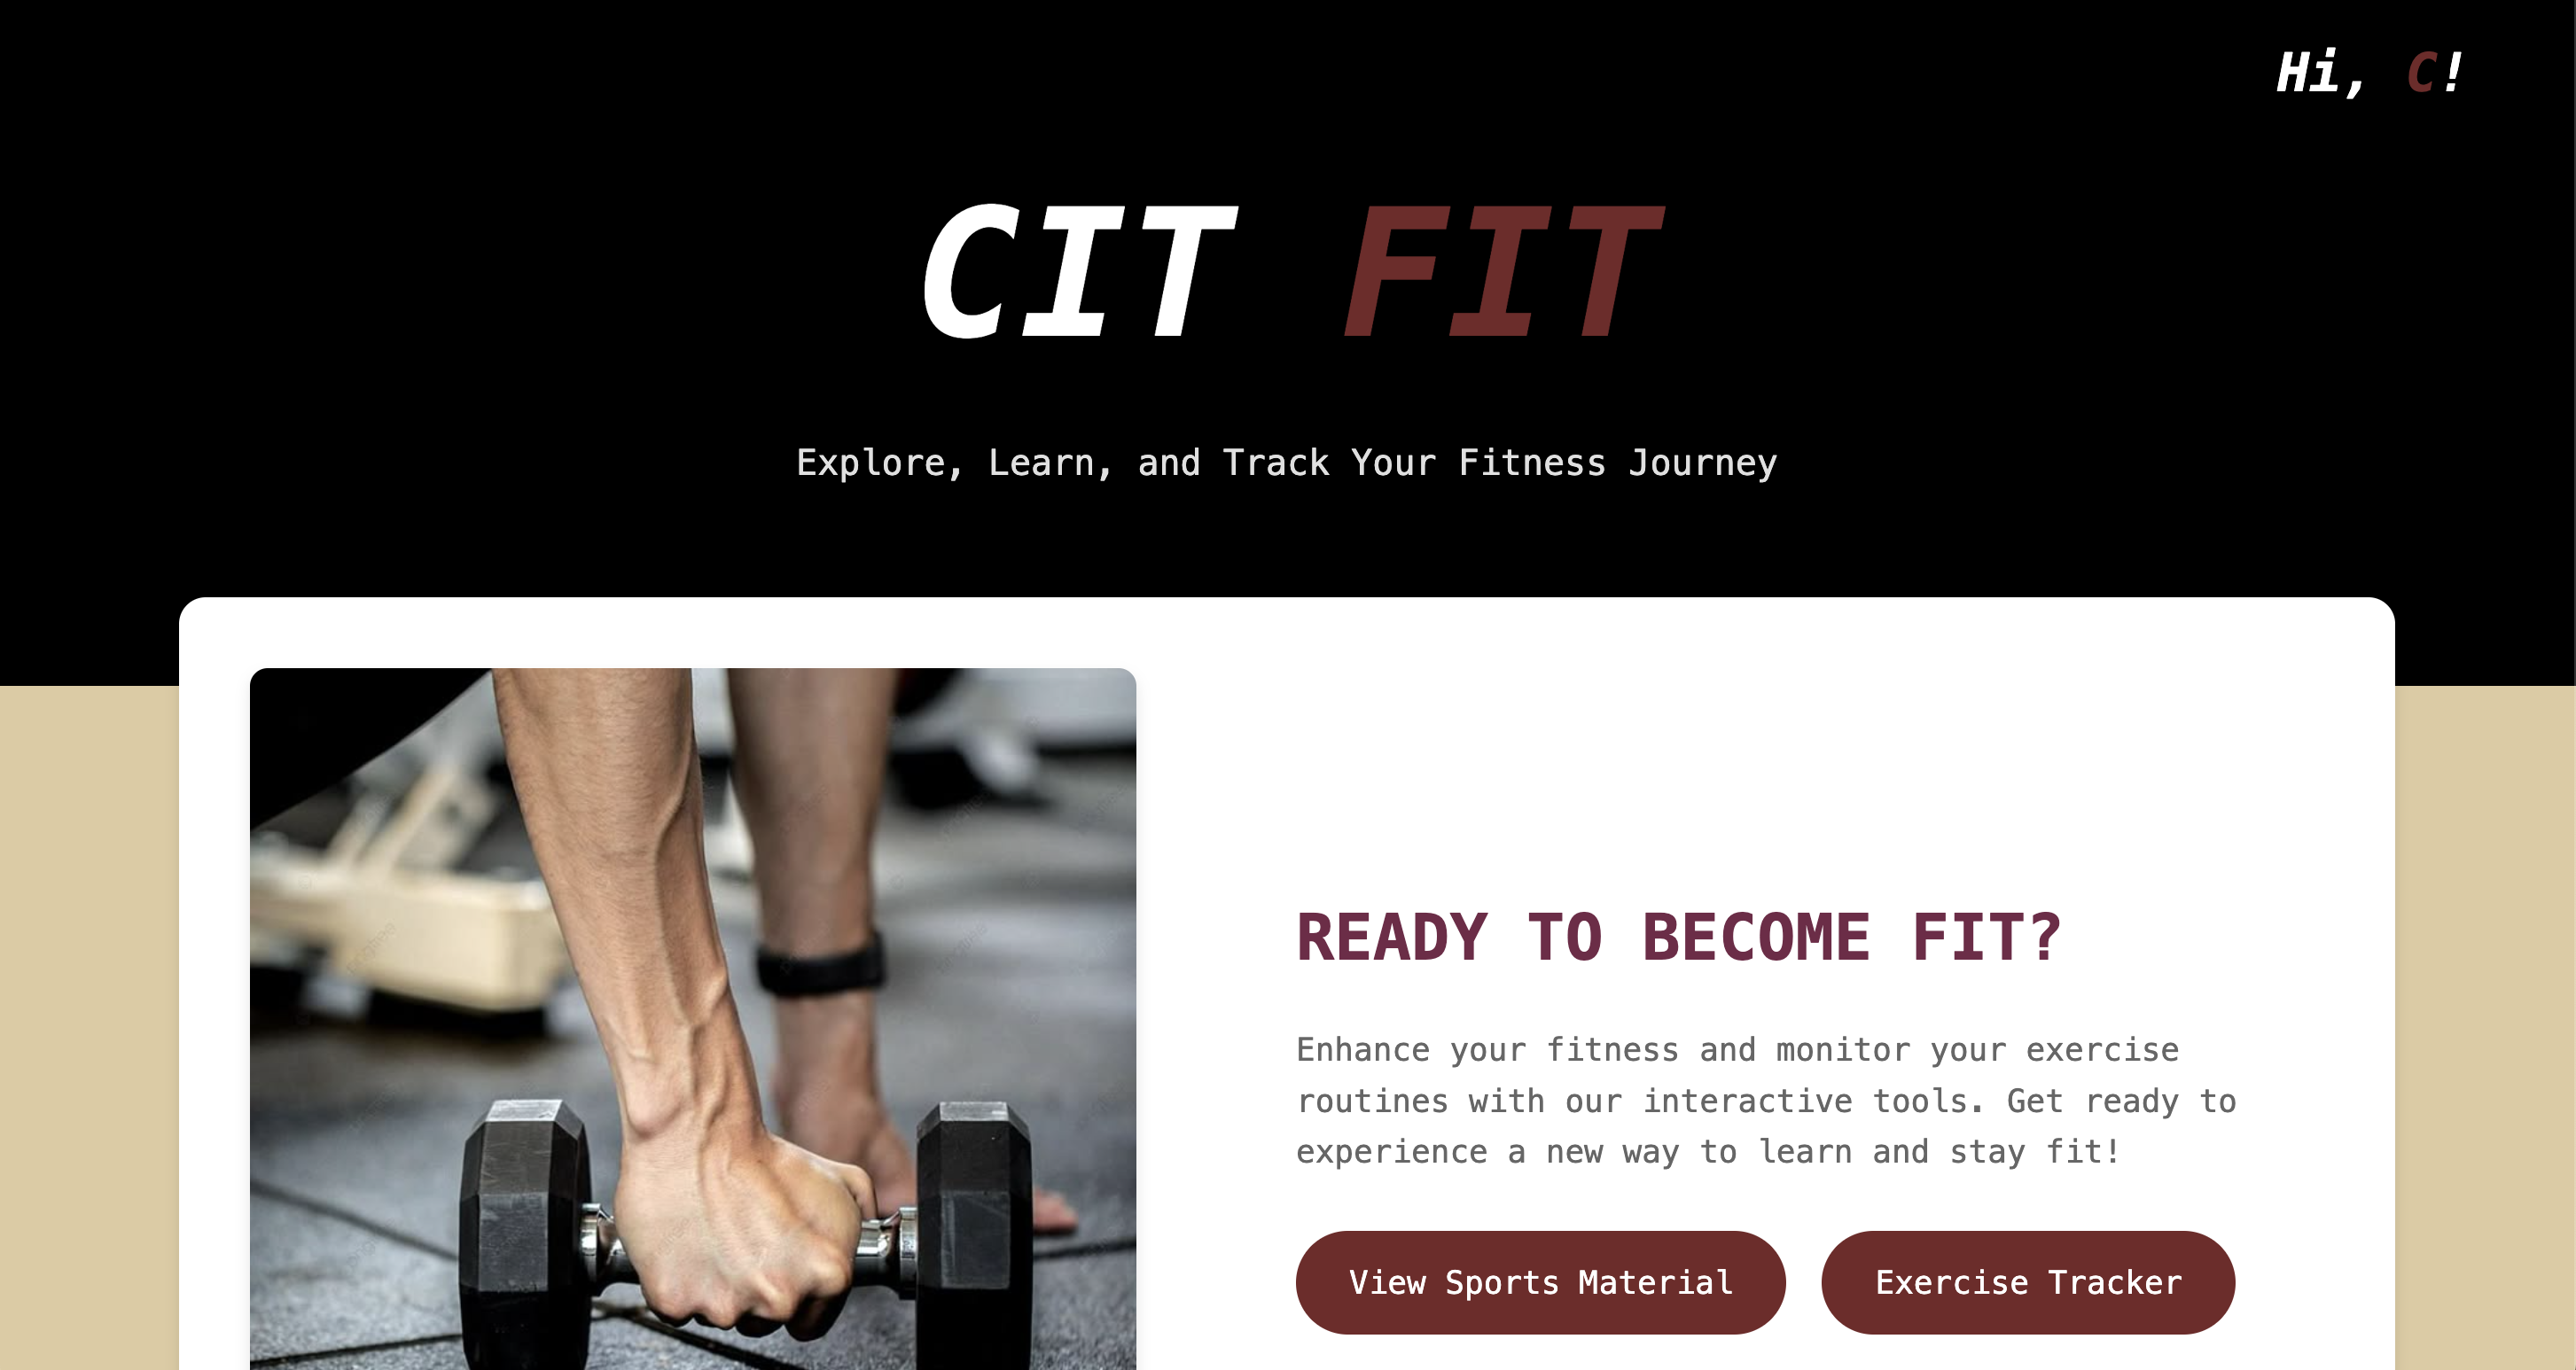 Hi, C!
CIT FIT
Explore, Learn, and Track Your Fitness Journey
READY TO BECOME FIT?
Enhance your fitness and monitor your exercise
routines with our interactive tools. Get ready to
experience a new way to learn and stay fit!
View Sports Material
Exercise Tracker